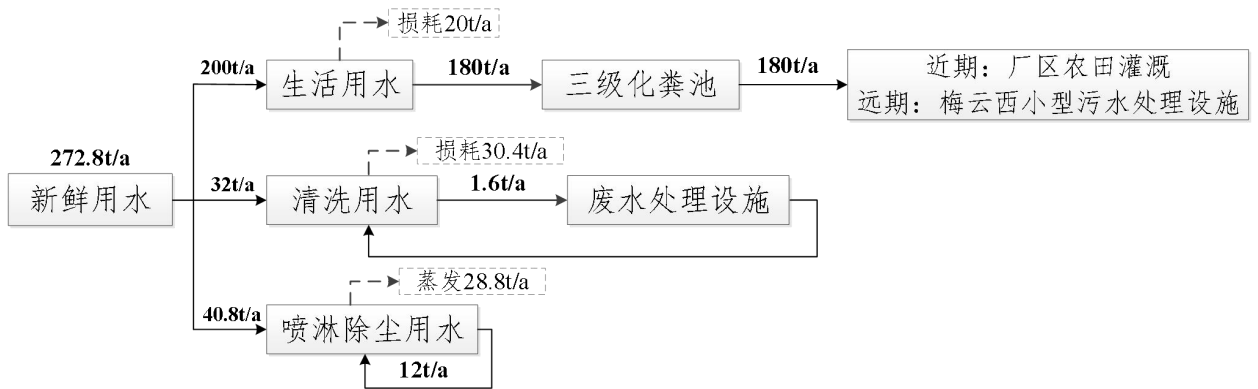 损耗20t/a
200t/a
生活用水
180t/a
三级化粪池
180t/a
近期：厂区农田灌溉
远期：梅云西小型污水处理设施
272.8t/a
新鲜用水
损耗30.4t/a
32t/a
清洗用水
1.6t/a
废水处理设施
蒸发28.8t/a
40.8t/a
喷淋除尘用水
12t/a